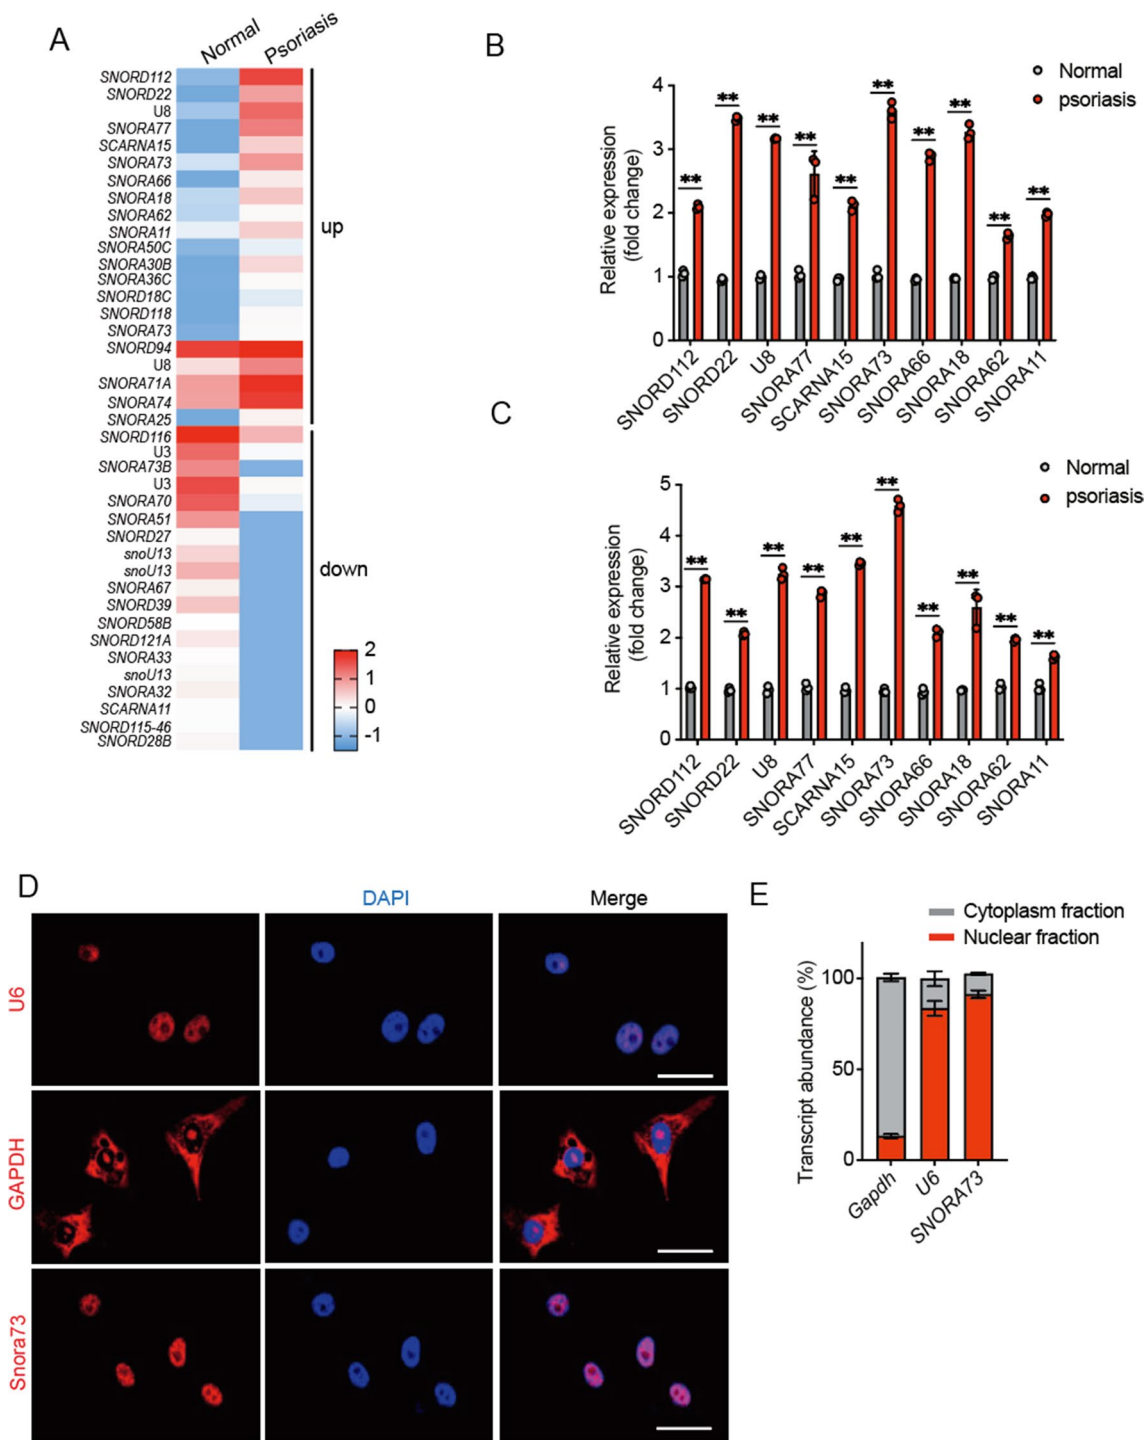 A
Normal
Psoriasis
SNORD112
SNORD22
U8
SNORA77
SCARNA15
SNORA73
SNORA66
SNORA18
SNORA62
SNORA11
SNORA50C
SNORA30B
SNORA36C
SNORD18C
SNORD118
SNORA73
SNORD94
U8
SNORA71A
SNORA74
SNORA25
SNORD116
U3
SNORA73B
U3
SNORA70
SNORA51
SNORD27
snoU13
snoU13
SNORA67
SNORD39
SNORD58B
SNORD121A
SNORA33
snoU13
SNORA32
SCARNA11
SNORD115-46
SNORD28B
up
down
2
1
0
-1
B
Relative expression
(fold change)
4
3
2
1
0
** ** ** ** ** ** ** ** ** **
Normal
psoriasis
SNORD112
SNORD22
U8
SNORA77
SCARNA15
SNORA73
SNORA66
SNORA18
SNORA62
SNORA11
C
Relative expression
(fold change)
5
4
3
2
1
0
** ** ** ** ** ** ** ** ** **
Normal
psoriasis
SNORD112
SNORD22
U8
SNORA77
SCARNA15
SNORA73
SNORA66
SNORA18
SNORA62
SNORA11
D
DAPI
Merge
U6
GAPDH
Snora73
E
Cytoplasm fraction
Nuclear fraction
Transcript abundance (%)
100
50
0
Gapdh
U6
SNORA73